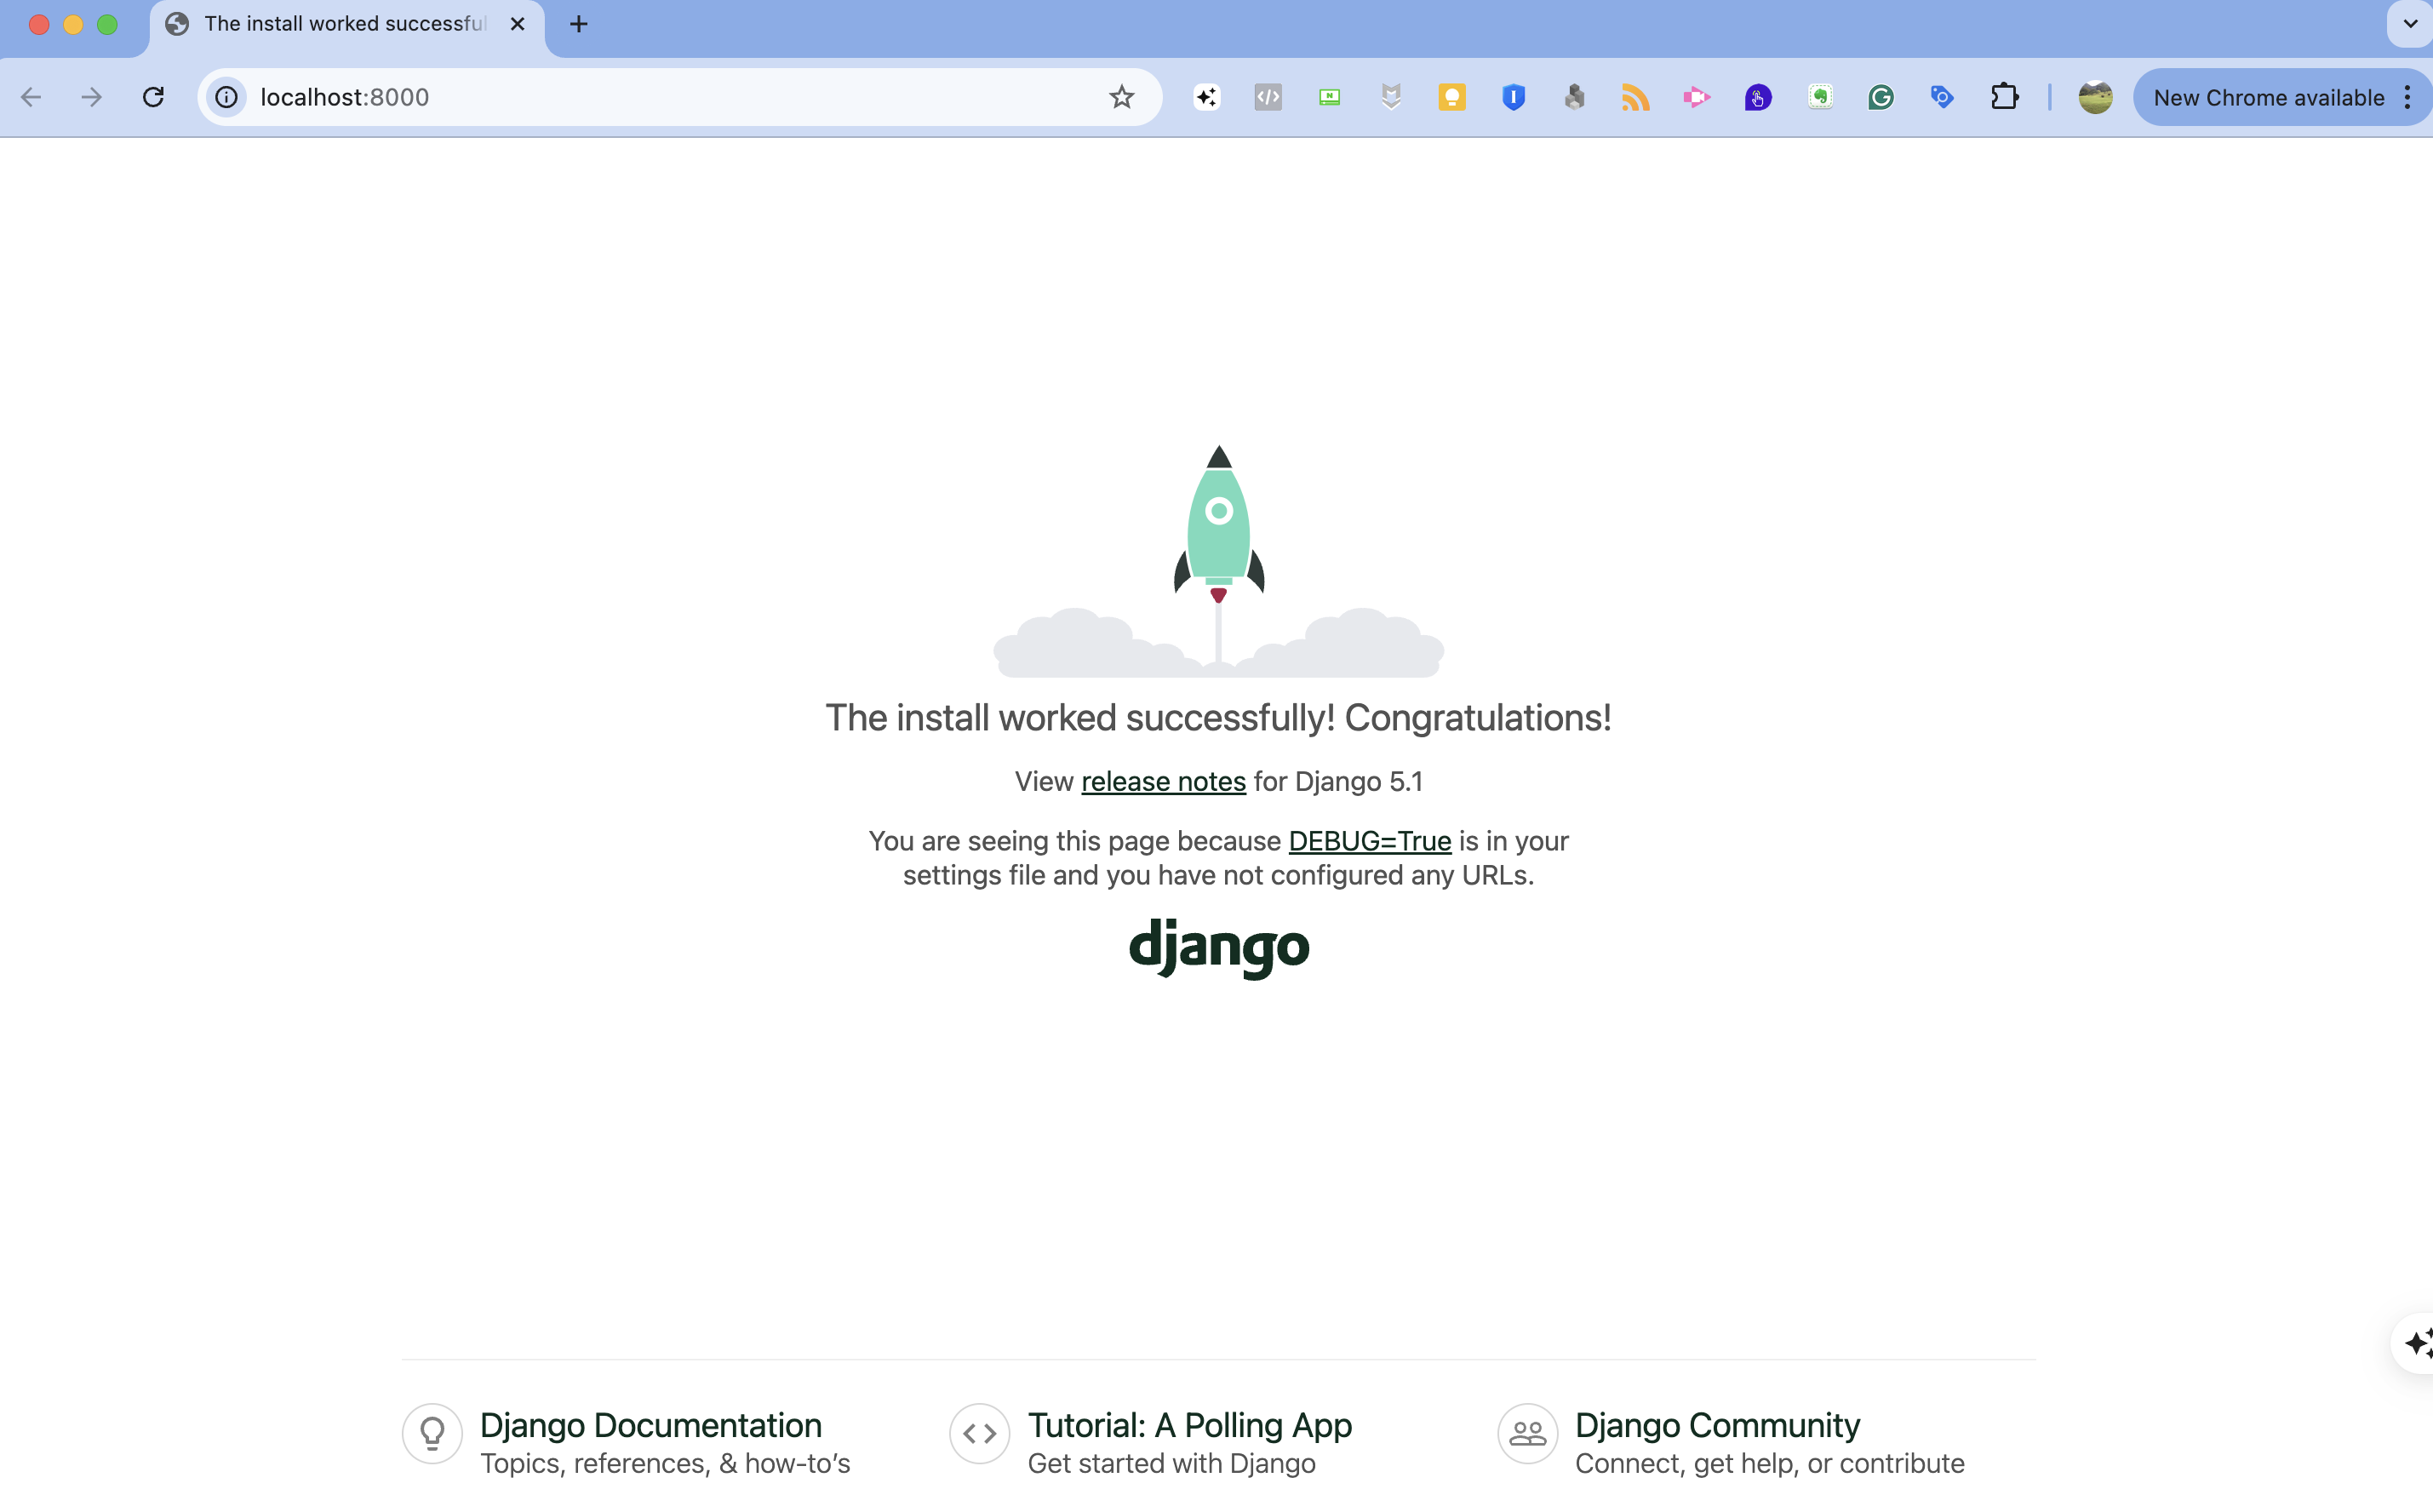 The install worked successful
localhost:8000
New Chrome available
The install worked successfully! Congratulations!
View release notes for Django 5.1
You are seeing this page because DEBUG=True is in your
settings file and you have not configured any URLs.
django
Django Documentation
Topics, references, & how-to’s
Tutorial: A Polling App
Get started with Django
Django Community
Connect, get help, or contribute